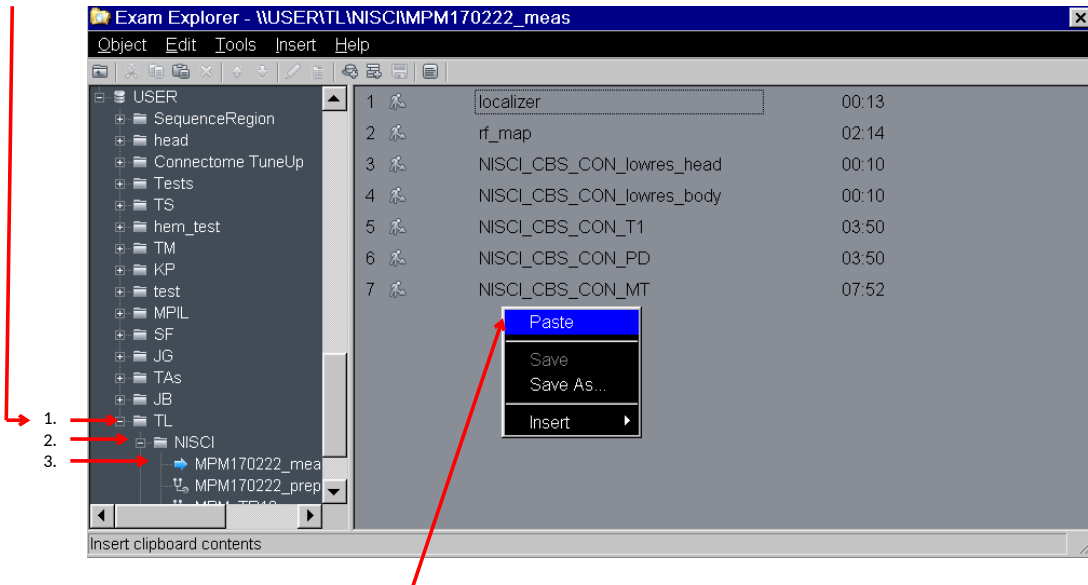 Exam Explorer - \\USER\TL\NISCI\MPM170222_meas
Object Edit Tools Insert Help
USER
SequenceRegion
head
Connectome TuneUp
Tests
TS
hem_test
TM
KP
test
MPIL
SF
JG
TAs
JB
1. TL
2. NISCI
3. MPM170222_mea
MPM170222_prep
1 localizer 00:13
2 rf_map 02:14
3 NISCI_CBS_CON_lowres_head 00:10
4 NISCI_CBS_CON_lowres_body 00:10
5 NISCI_CBS_CON_T1 03:50
6 NISCI_CBS_CON_PD 03:50
7 NISCI_CBS_CON_MT 07:52
Paste
Save
Save As...
Insert
Insert clipboard contents